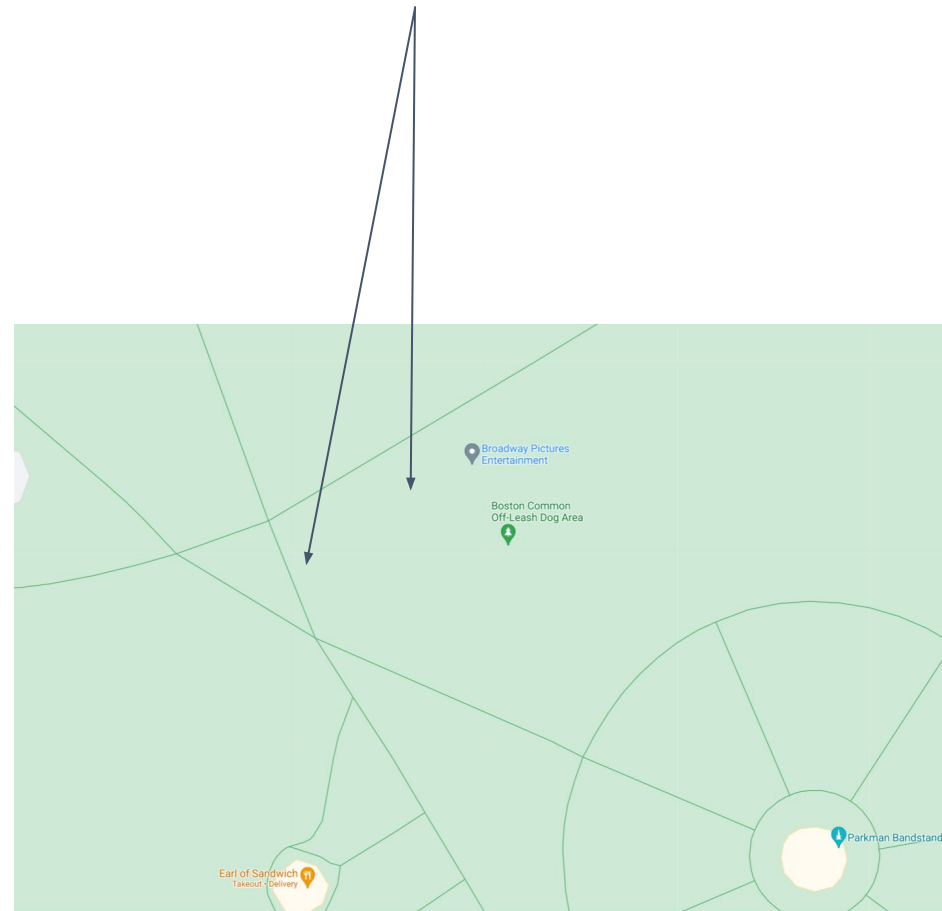 Broadway Pictures
Entertainment
Boston Common
Off-Leash Dog Area
Parkman Bandstand
Earl of Sandwich
Takeout • Delivery